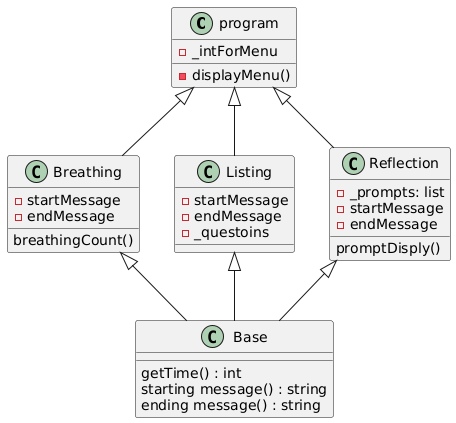 C program
_intForMenu
displayMenu()
C Breathing
startMessage
endMessage
breathingCount()
C Listing
startMessage
endMessage
_questoins
C Reflection
_prompts: list
startMessage
endMessage
promptDisply()
C Base
getTime() : int
starting message() : string
ending message() : string